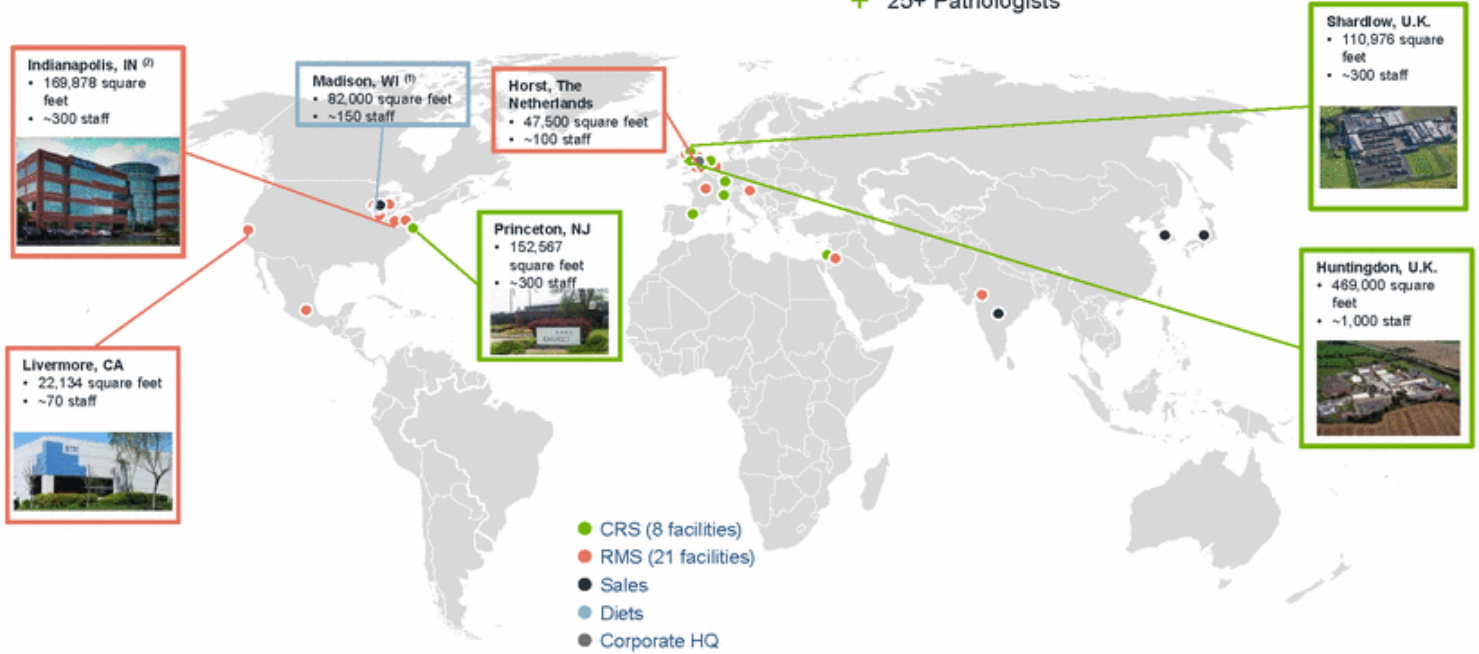 25+ Pathologists
Shardlow, U.K.
• 110,976 square
feet
• ~300 staff
Indianapolis, IN (2)
• 169,878 square
feet
• ~300 staff
Madison, WI (1)
• 82,000 square feet
• ~150 staff
Horst, The
Netherlands
• 47,500 square feet
• ~100 staff
Princeton, NJ
• 152,567
square feet
• ~300 staff
Huntingdon, U.K.
• 469,000 square
feet
• ~1,000 staff
Livermore, CA
• 22,134 square feet
• ~70 staff
CRS (8 facilities)
RMS (21 facilities)
Sales
Diets
Corporate HQ